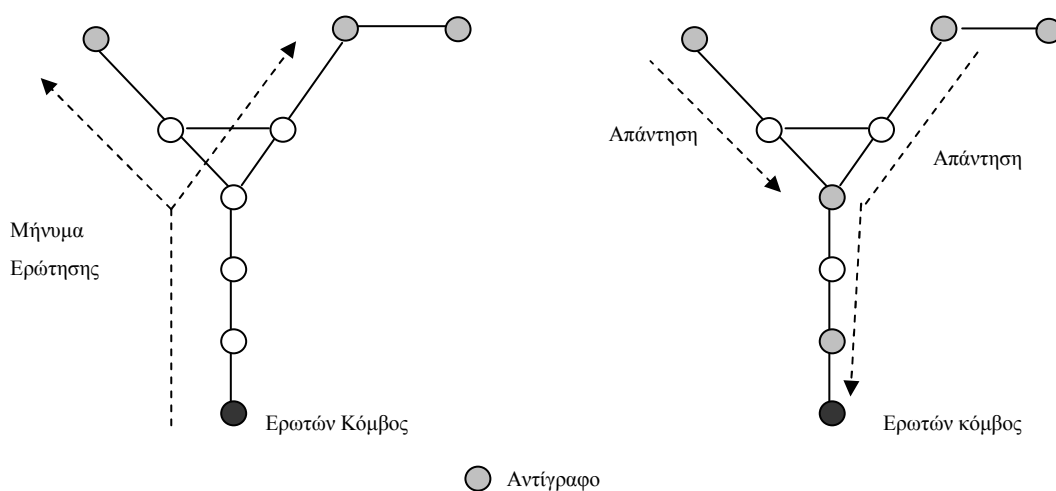 Μήνυμα
Ερώτησης
Ερωτών Κόμβος
Απάντηση
Απάντηση
Ερωτών κόμβος
Αντίγραφο